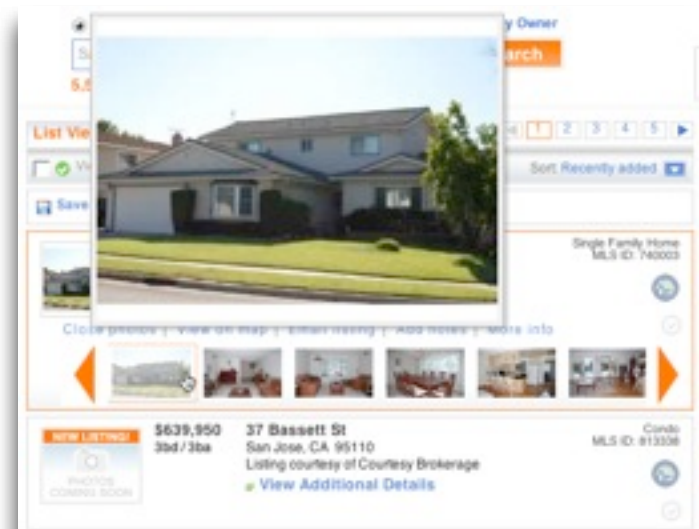 y Owner
arch
5.5
List Vie
1 2 3 4 5
Sort: Recently added
Save
Single Family Home
MLS ID: 740003
Close photos | View on map | Email listing | Add notes | More info
NEW LISTING!
PHOTOS
COMING SOON
$639,950
3bd / 3ba
37 Bassett St
San Jose, CA 95110
Listing courtesy of Courtesy Brokerage
View Additional Details
Condo
MLS ID: 813338